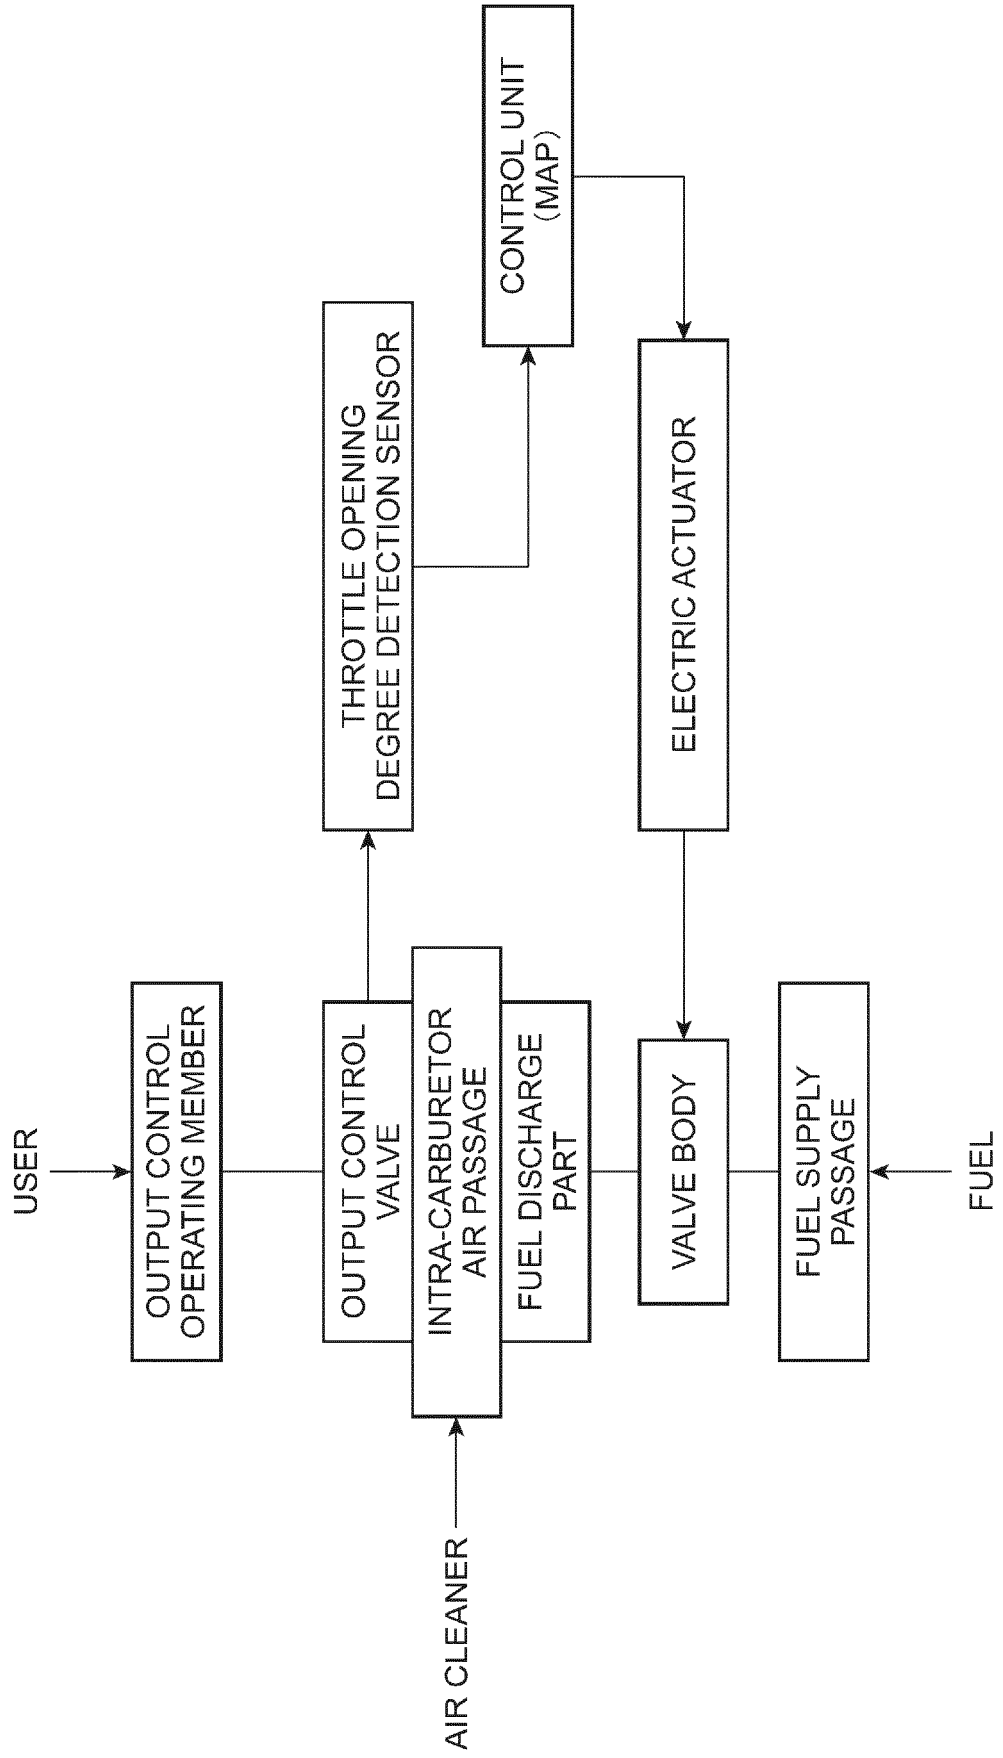 USER
OUTPUT CONTROL
OPERATING MEMBER
OUTPUT CONTROL
VALVE
THROTTLE OPENING
DEGREE DETECTION SENSOR
AIR CLEANER
INTRA-CARBURETOR
AIR PASSAGE
CONTROL UNIT
(MAP)
FUEL DISCHARGE
PART
VALVE BODY
ELECTRIC ACTUATOR
FUEL SUPPLY
PASSAGE
FUEL